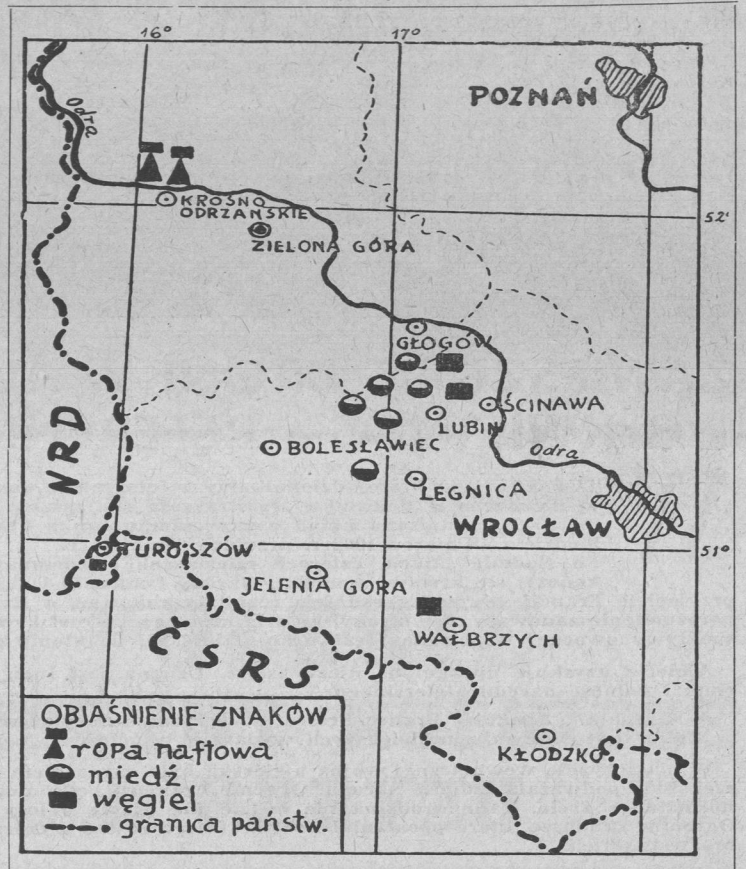 16°
17°
POZNAŃ
Odra
KROSNO
ODRZAŃSKIE
52'
ZIELONA GÓRA
GŁOGÓW
ŚCINAWA
LUBIN
NRD
BOLESŁAWIEC
Odra
LEGNICA
WROCŁAW
TUROSZÓW
51°
JELENIA GORA
WAŁBRZYCH
ČSRS
KŁODZKO
OBJAŚNIENIE ZNAKÓW
ropa naftowa
miedź
węgiel
granica państw.